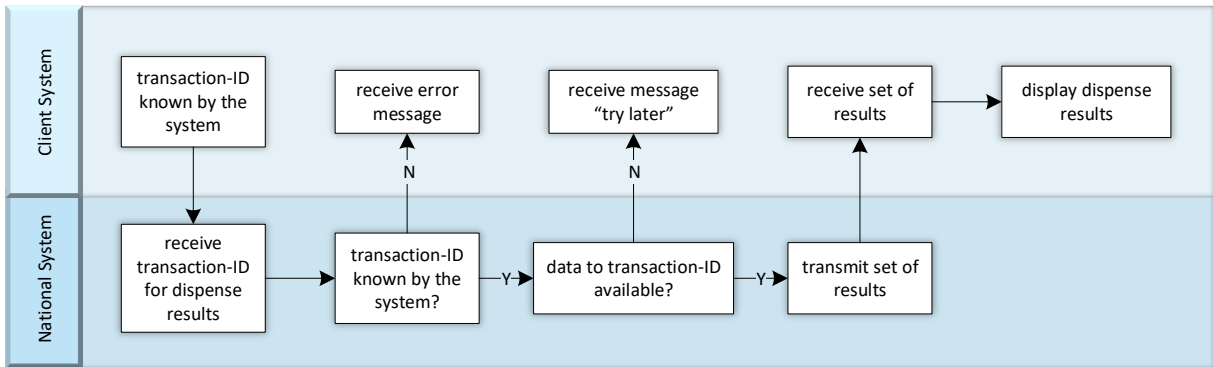 Client System
transaction-ID
known by the
system
receive error
message
receive message
“try later”
receive set of
results
display dispense
results
N
N
National System
receive
transaction-ID
for dispense
results
transaction-ID
known by the
system?
Y
data to transaction-ID
available?
Y
transmit set of
results